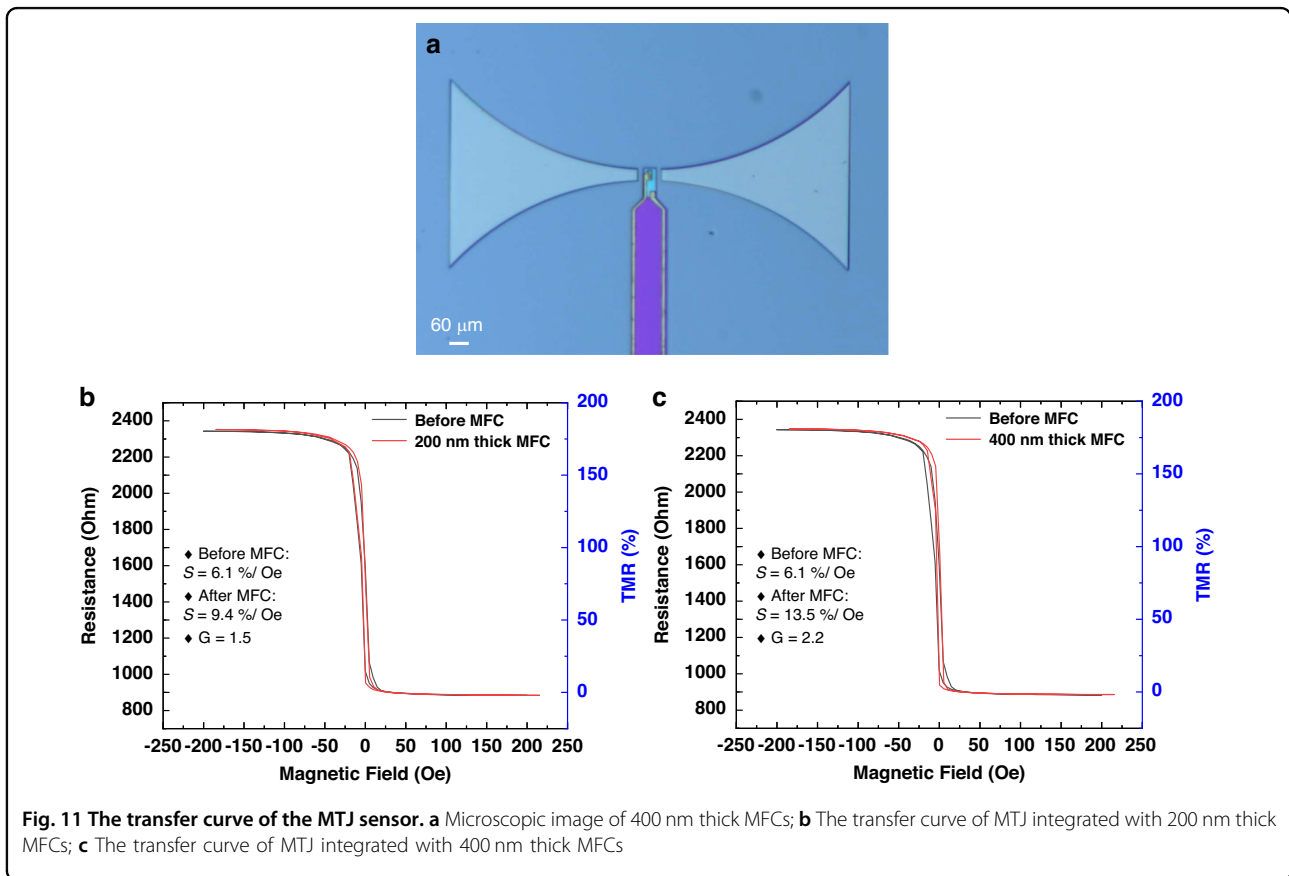 a
60 μm
b
2400
2200
2000
1800
1600
1400
1200
1000
800
Resistance (Ohm)
Before MFC
200 nm thick MFC
♦ Before MFC:
S = 6.1 %/ Oe
♦ After MFC:
S = 9.4 %/ Oe
♦ G = 1.5
200
150
100
50
0
TMR (%)
-250 -200 -150 -100 -50 0 50 100 150 200 250
Magnetic Field (Oe)
c
2400
2200
2000
1800
1600
1400
1200
1000
800
Resistance (Ohm)
Before MFC
400 nm thick MFC
♦ Before MFC:
S = 6.1 %/ Oe
♦ After MFC:
S = 13.5 %/ Oe
♦ G = 2.2
200
150
100
50
0
TMR (%)
-250 -200 -150 -100 -50 0 50 100 150 200 250
Magnetic Field (Oe)
Fig. 11 The transfer curve of the MTJ sensor. a Microscopic image of 400 nm thick MFCs; b The transfer curve of MTJ integrated with 200 nm thick
MFCs; c The transfer curve of MTJ integrated with 400 nm thick MFCs